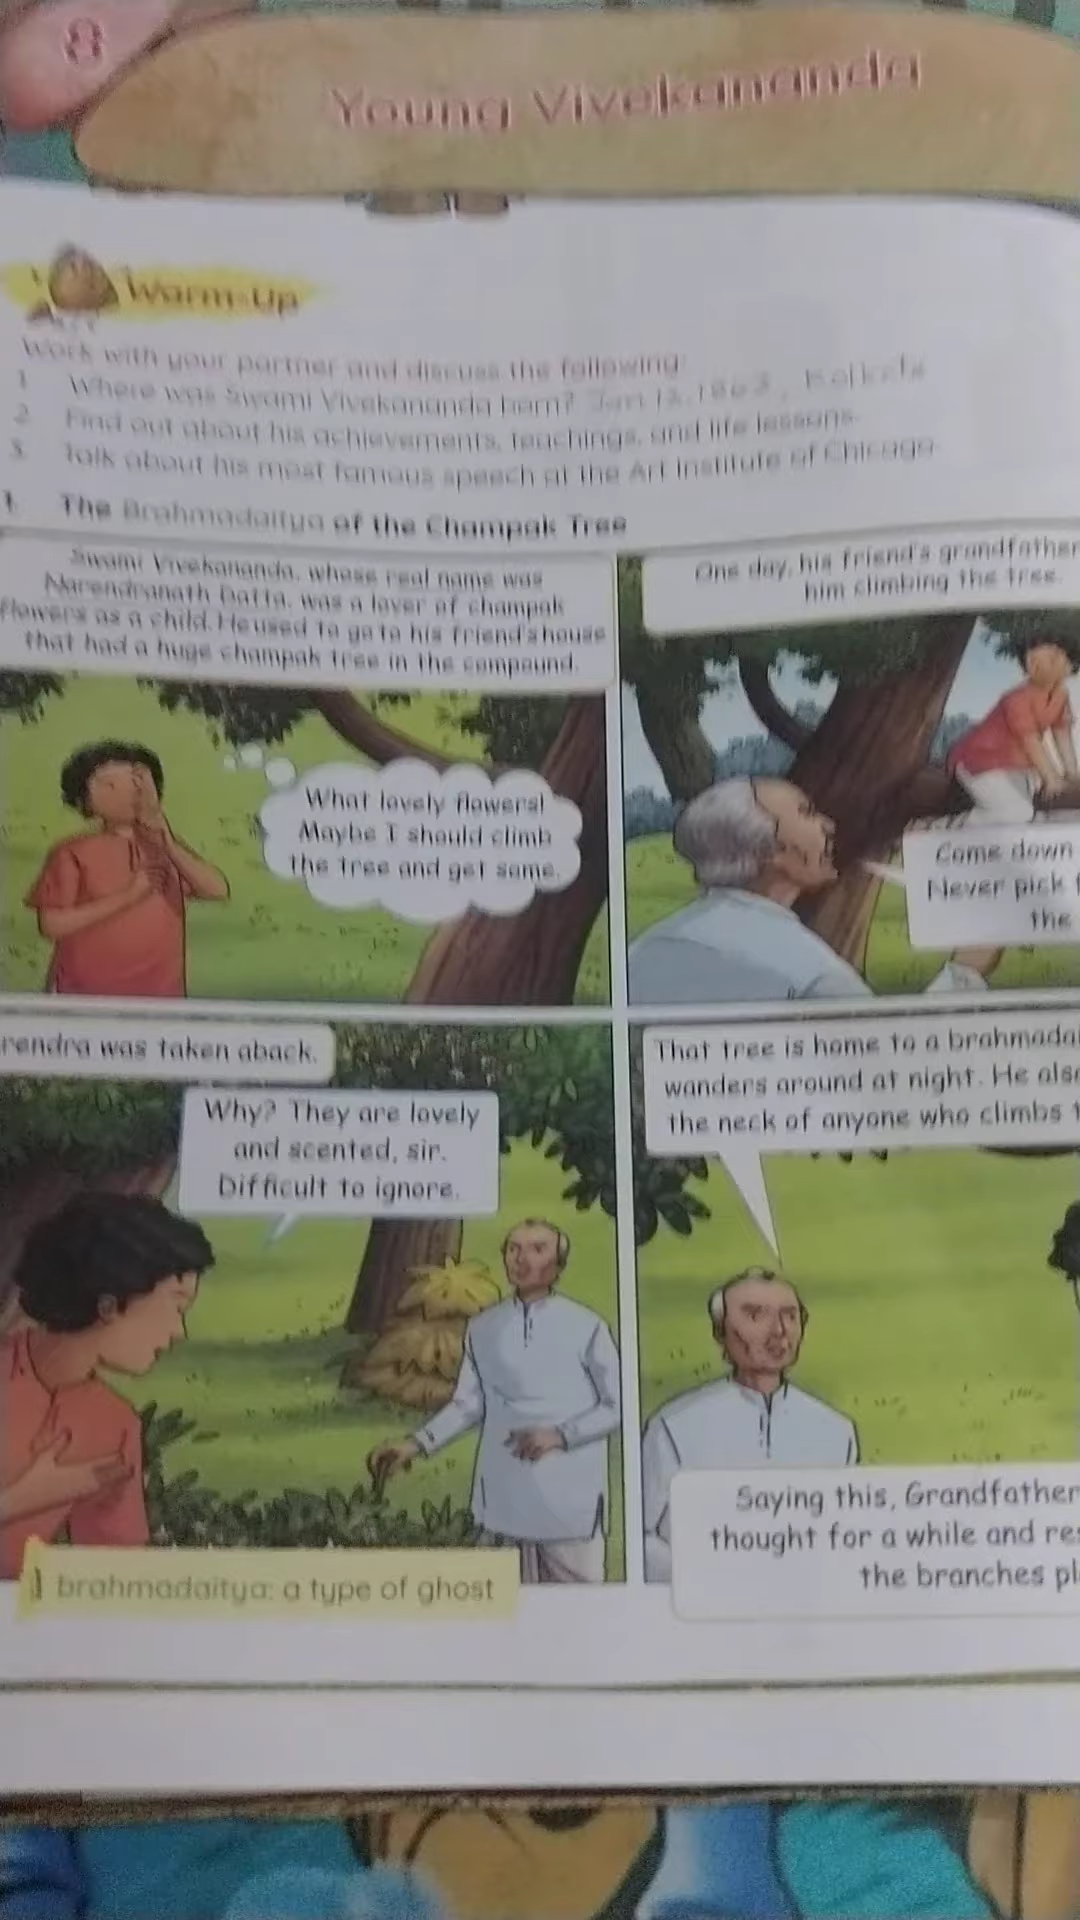 8
Young Vivekananda
Warm-Up
Work with your partner and discuss the following:
1. Where was Swami Vivekananda born? Jan 12, 1863, Kolkata
2. Find out about his achievements, teachings, and life lessons.
3. Talk about his most famous speech at the Art Institute of Chicago.
1. The Brahmadaitya of the Champak Tree
Swami Vivekananda, whose real name was
Narendranath Datta, was a lover of champak
flowers as a child. He used to go to his friend's house
that had a huge champak tree in the compound.
What lovely flowers!
Maybe I should climb
the tree and get some.
One day, his friend's grandfather
him climbing the tree.
Come down
Never pick
the
rendra was taken aback.
Why? They are lovely
and scented, sir.
Difficult to ignore.
That tree is home to a brahmada
wanders around at night. He als
the neck of anyone who climbs t
Saying this, Grandfather
thought for a while and res
the branches pl
brahmadaitya: a type of ghost